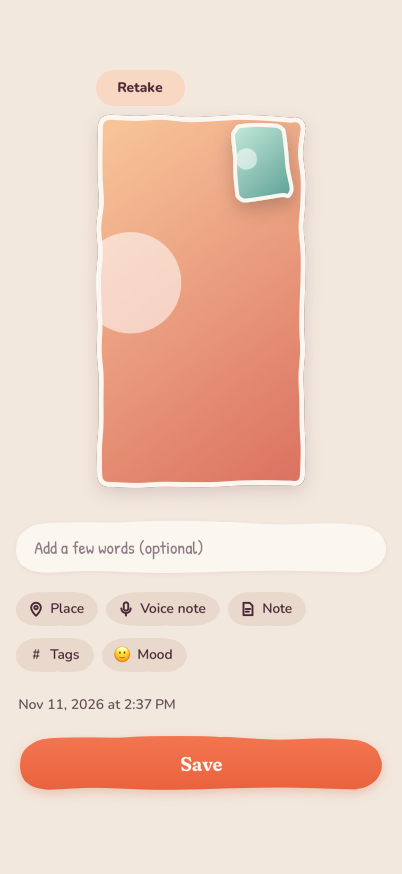 Retake
Add a few words (optional)
Place Voice note Note
# Tags 🙂 Mood
Nov 11, 2026 at 2:37 PM
Save